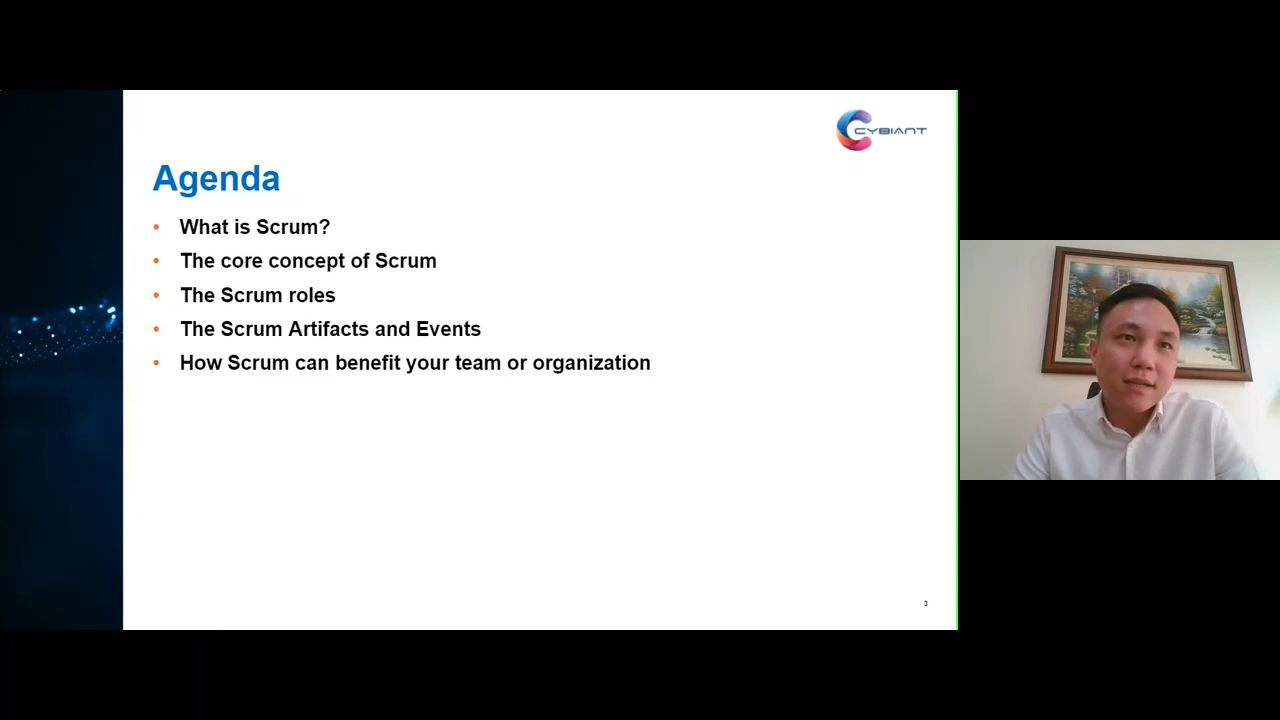 CYBIANT
Agenda
• What is Scrum?
• The core concept of Scrum
• The Scrum roles
• The Scrum Artifacts and Events
• How Scrum can benefit your team or organization
3